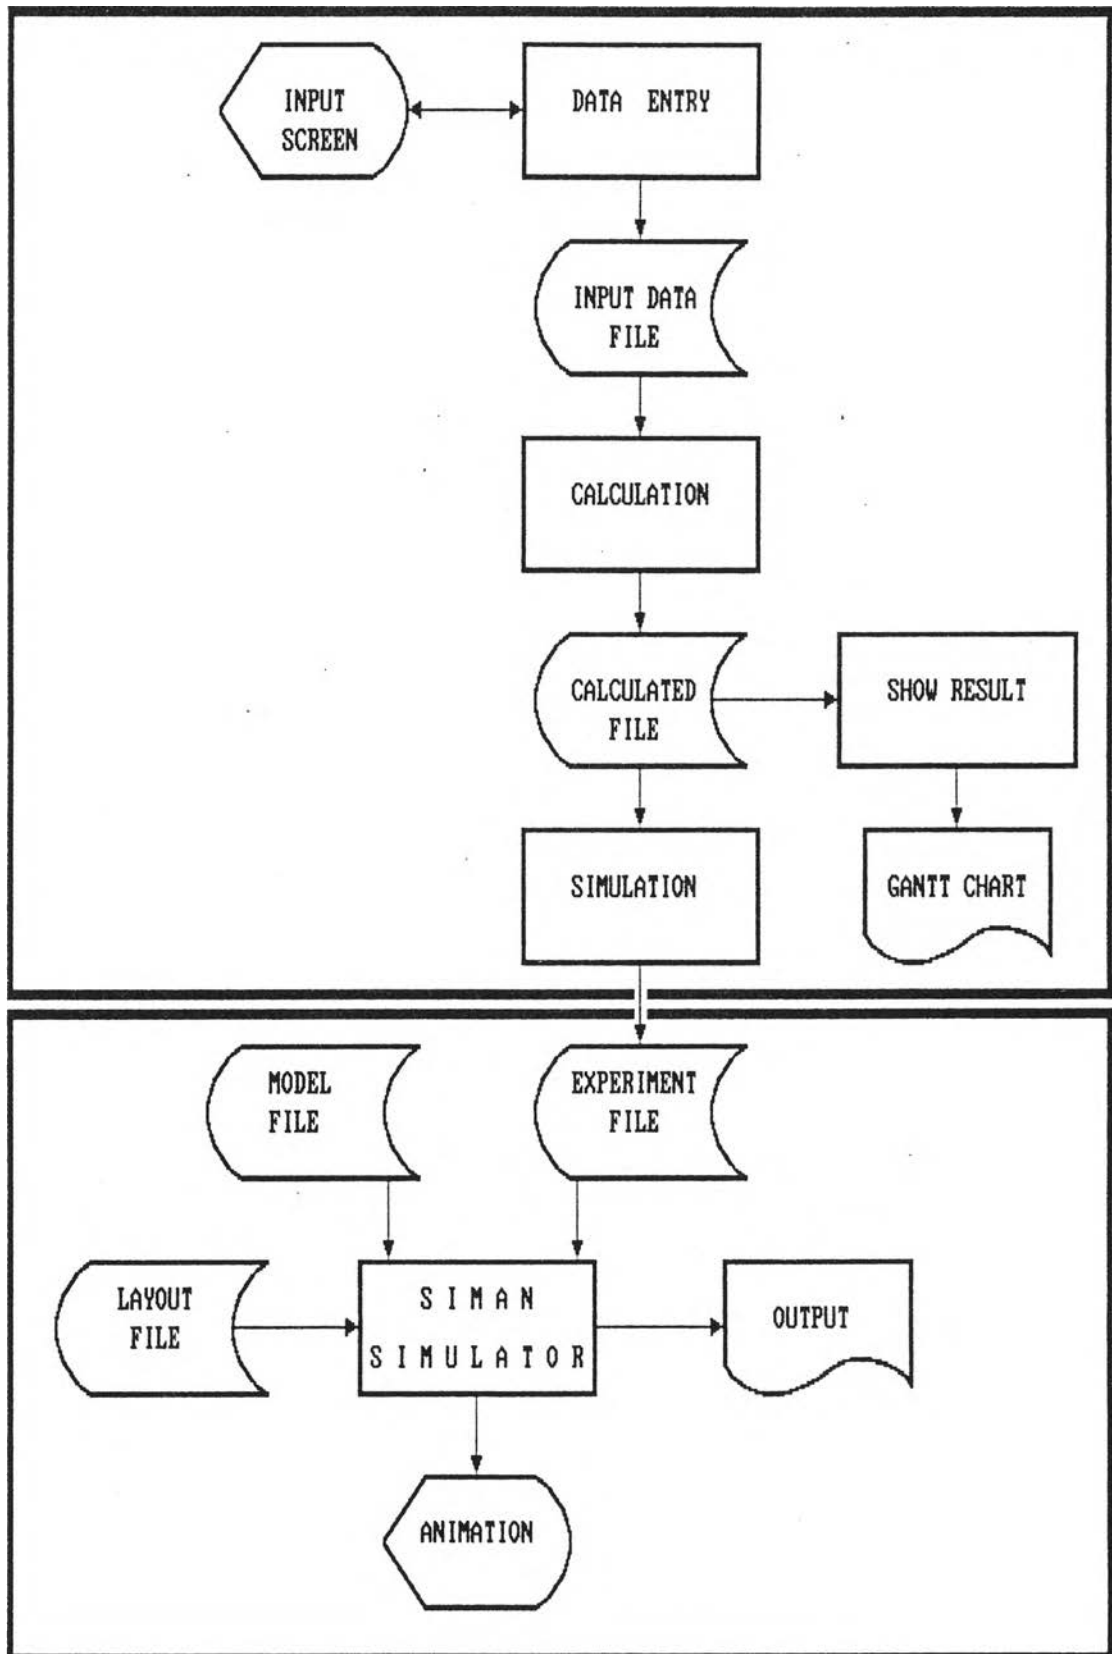 INPUT
SCREEN
DATA ENTRY
INPUT DATA
FILE
CALCULATION
CALCULATED
FILE
SHOW RESULT
SIMULATION
GANTT CHART
MODEL
FILE
EXPERIMENT
FILE
LAYOUT
FILE
S I M A N
S I M U L A T O R
OUTPUT
ANIMATION